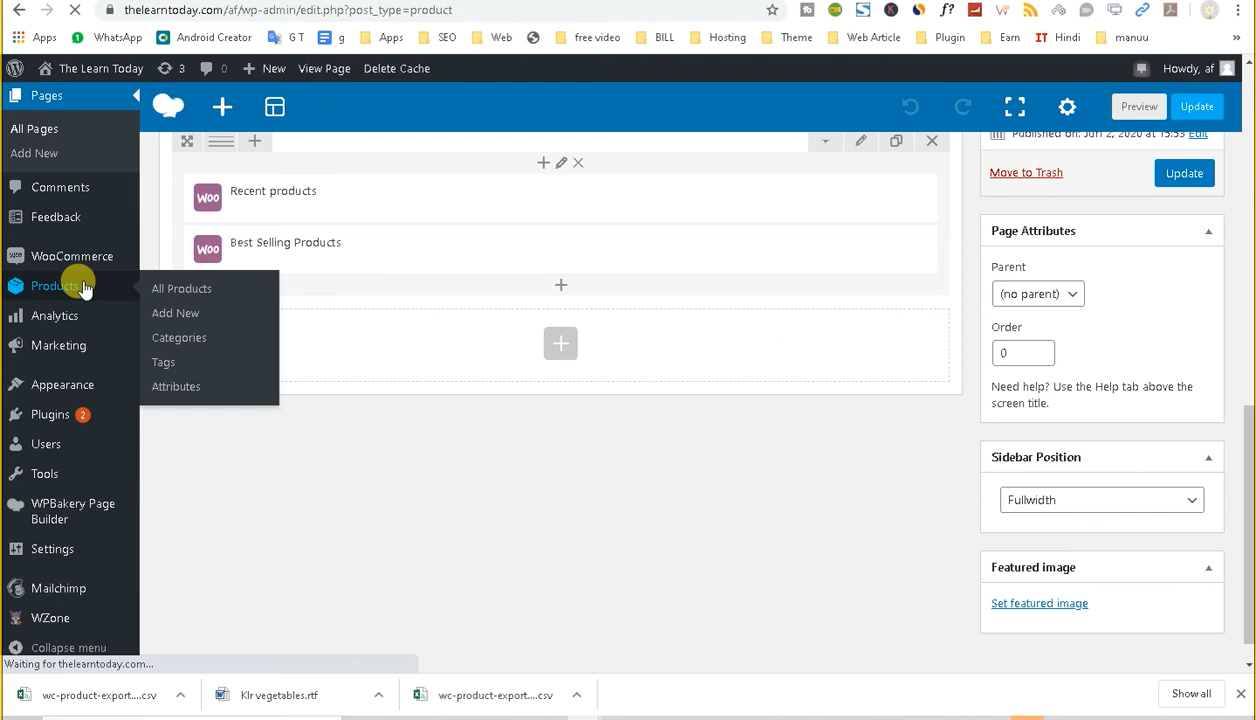 thelearntoday.com/af/wp-admin/edit.php?post_type=product
Apps WhatsApp Android Creator G T g Apps SEO Web free video BILL Hosting Theme Web Article Plugin Earn IT Hindi manuu »
The Learn Today 3 0 New View Page Delete Cache Howdy, af
Pages
All Pages
Add New
Comments
Feedback
WooCommerce
Products
Analytics
Marketing
Appearance
Plugins 2
Users
Tools
WPBakery Page
Builder
Settings
Mailchimp
WZone
Collapse menu
All Products
Add New
Categories
Tags
Attributes
Preview Update
Woo Recent products
Woo Best Selling Products
Published on: Jun 2, 2020 at 15:53 Edit
Move to Trash Update
Page Attributes
Parent
(no parent)
Order
0
Need help? Use the Help tab above the
screen title.
Sidebar Position
Fullwidth
Featured image
Set featured image
Waiting for thelearntoday.com...
wc-product-export....csv Klr vegetables.rtf wc-product-export....csv Show all